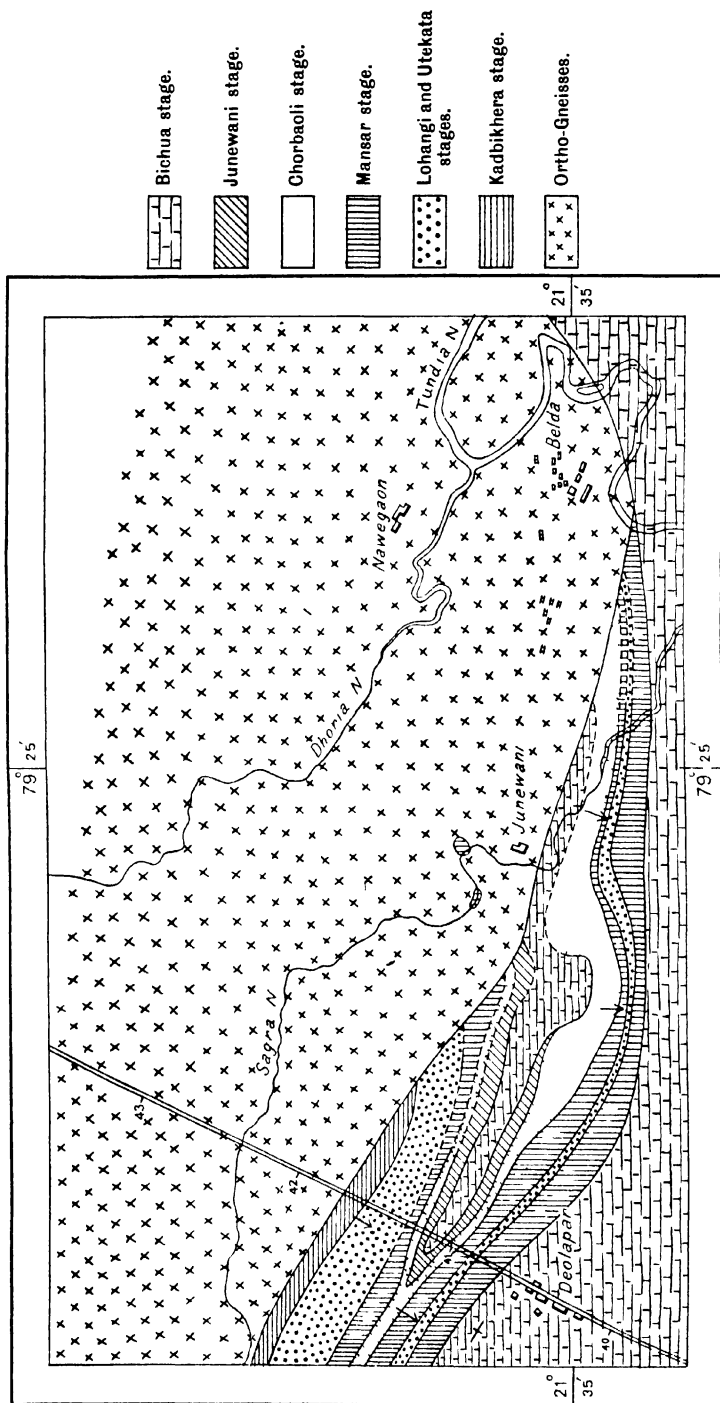 Bichua stage.
Junewani stage.
Chorbaoli stage.
Mansar stage.
Lohangi and Utekata
stages.
Kadbikhera stage.
Ortho-Gneisses.
79° 25′
43
42
Sagra N
Dhoria N
Nawegaon
Tundia N
Junewani
Belda
21° 35′
21° 35′
Deolapar
40
79° 25′